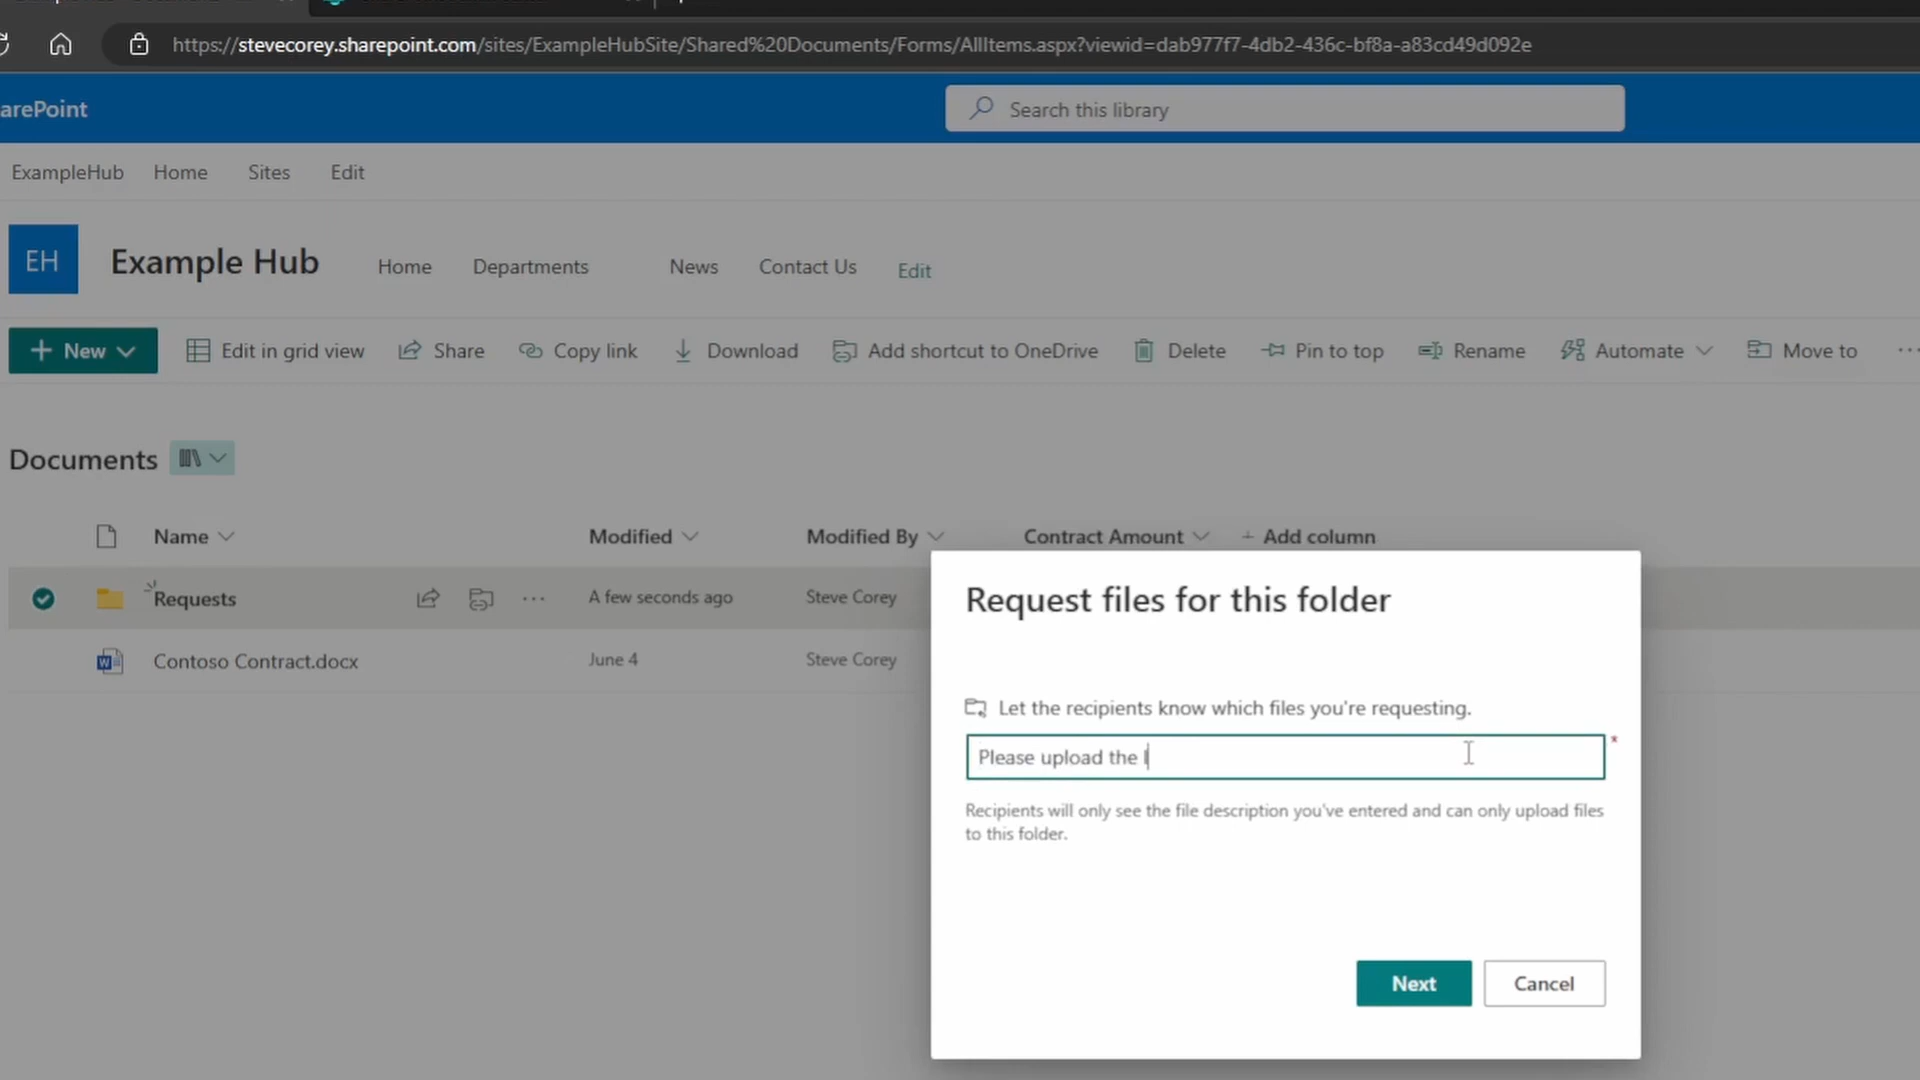 https://stevecorey.sharepoint.com/sites/ExampleHubSite/Shared%20Documents/Forms/AllItems.aspx?viewid=dab977f7-4db2-436c-bf8a-a83cd49d092e
arePoint
Search this library
ExampleHub Home Sites Edit
EH Example Hub Home Departments News Contact Us Edit
New Edit in grid view Share Copy link Download Add shortcut to OneDrive Delete Pin to top Rename Automate Move to ...
Documents
Name Modified Modified By Contract Amount + Add column
Requests ... A few seconds ago Steve Corey
Contoso Contract.docx June 4 Steve Corey
Request files for this folder
Let the recipients know which files you're requesting.
Please upload the l
*
Recipients will only see the file description you've entered and can only upload files
to this folder.
Next Cancel